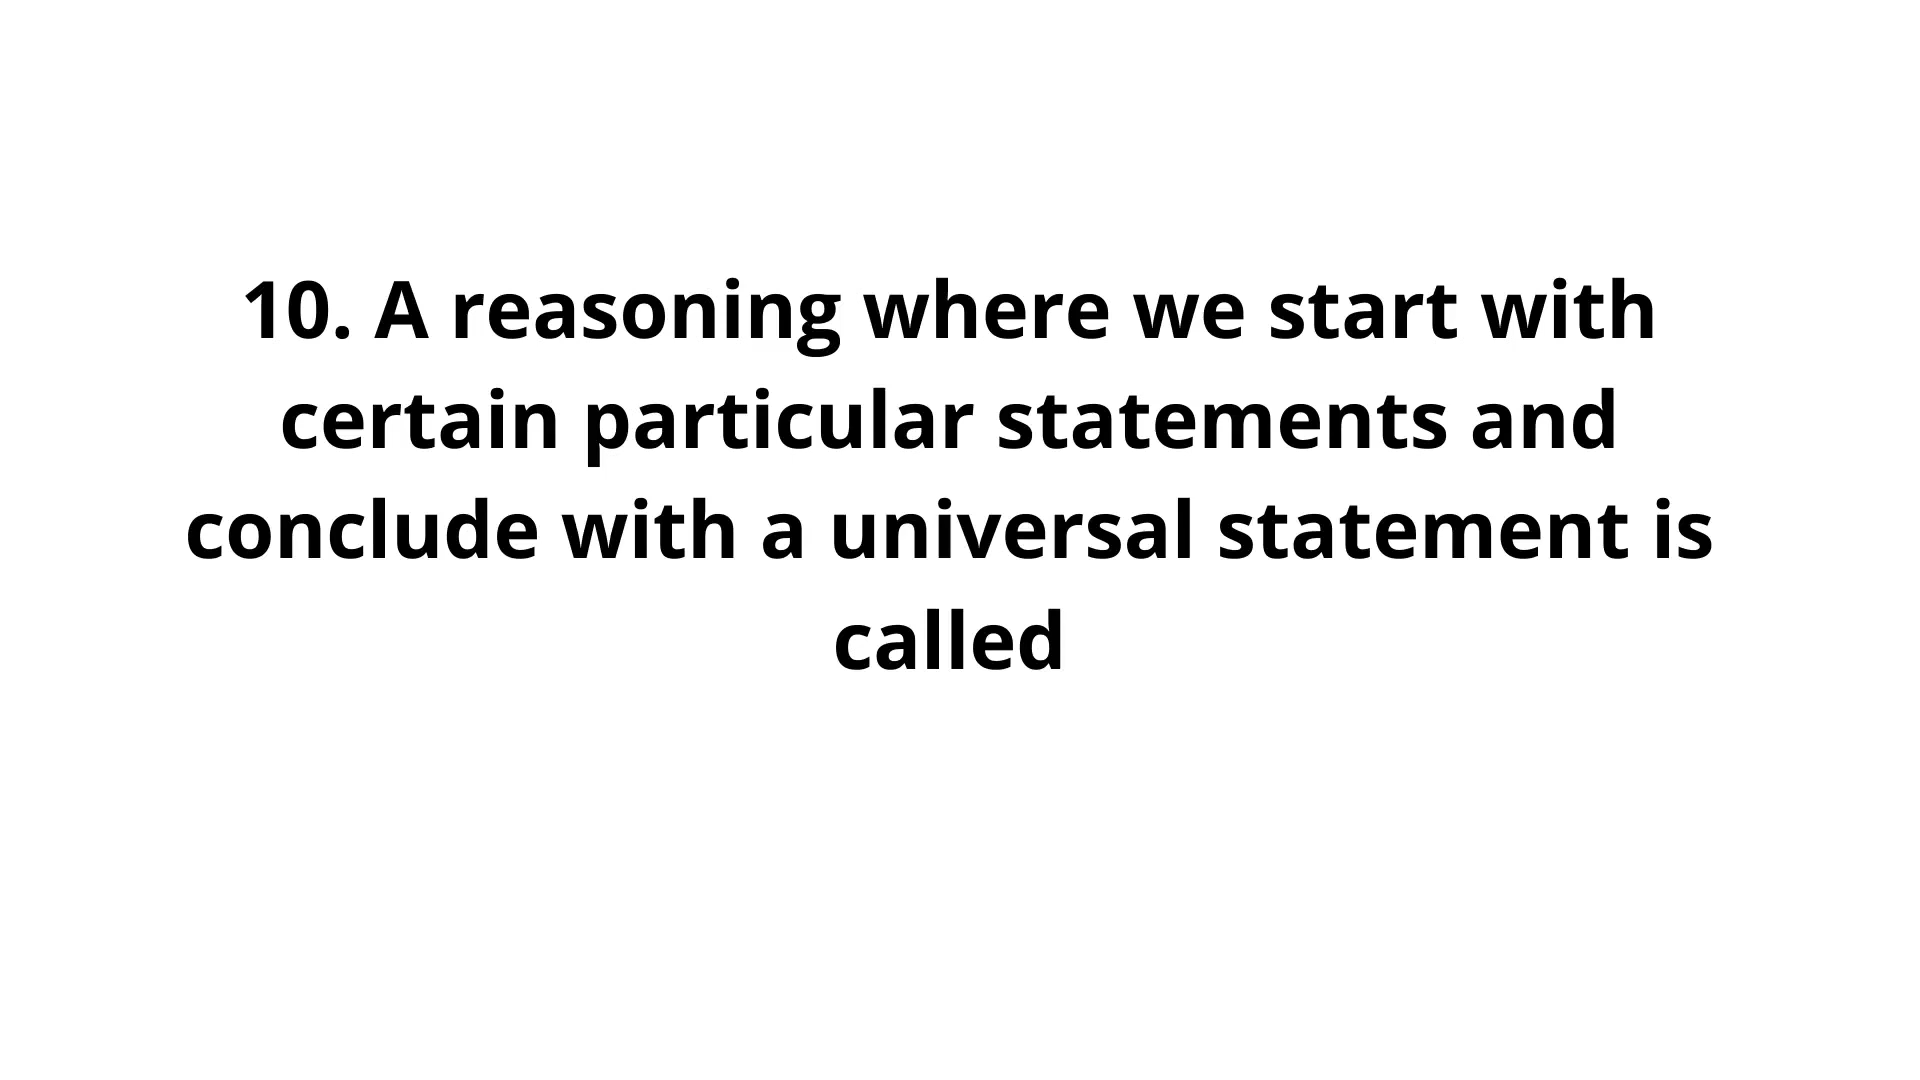 10. A reasoning where we start with
certain particular statements and
conclude with a universal statement is
called